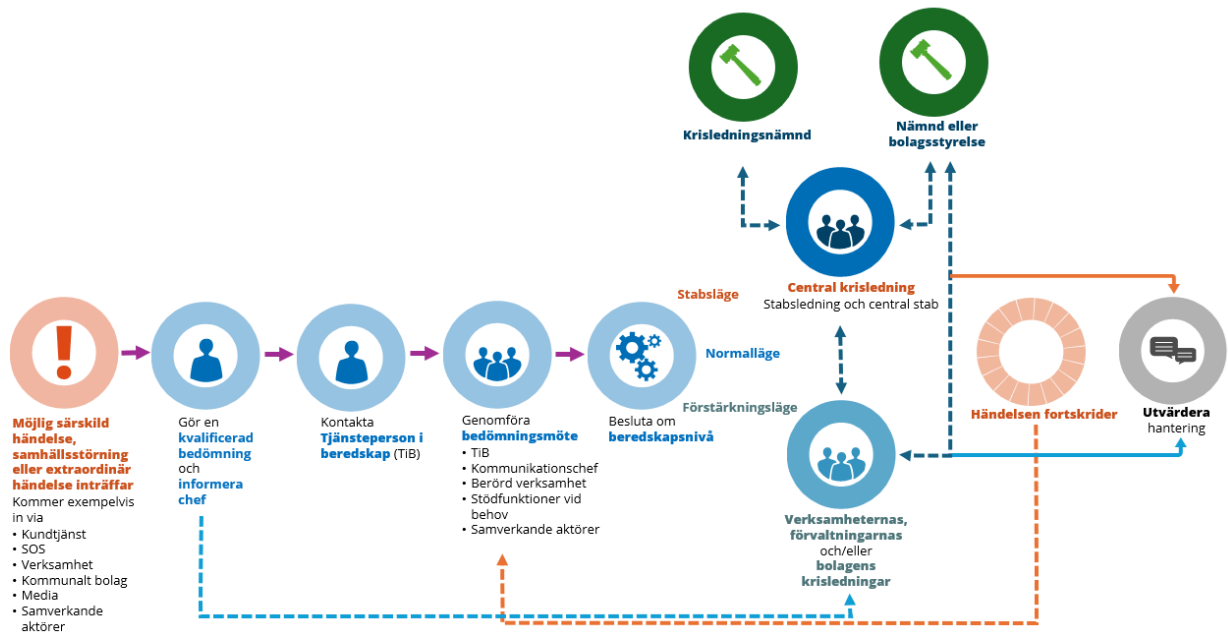 Krisledningsnämnd
Nämnd eller
bolagsstyrelse
Central krisledning
Stabsledning och central stab
Stabsläge
Normalläge
Förstärkningsläge
Möjlig särskild
händelse,
samhällsstörning
eller extraordinär
händelse inträffar
Kommer exempelvis
in via
• Kundtjänst
• SOS
• Verksamhet
• Kommunalt bolag
• Media
• Samverkande
aktörer
Gör en
kvalificerad
bedömning
och
informera
chef
Kontakta
Tjänsteperson i
beredskap (TiB)
Genomföra
bedömningsmöte
• TiB
• Kommunikationschef
• Berörd verksamhet
• Stödfunktioner vid
behov
• Samverkande aktörer
Besluta om
beredskapsnivå
Verksamheternas,
förvaltningarnas
och/eller
bolagens
krisledningar
Händelsen fortskrider
Utvärdera
hantering